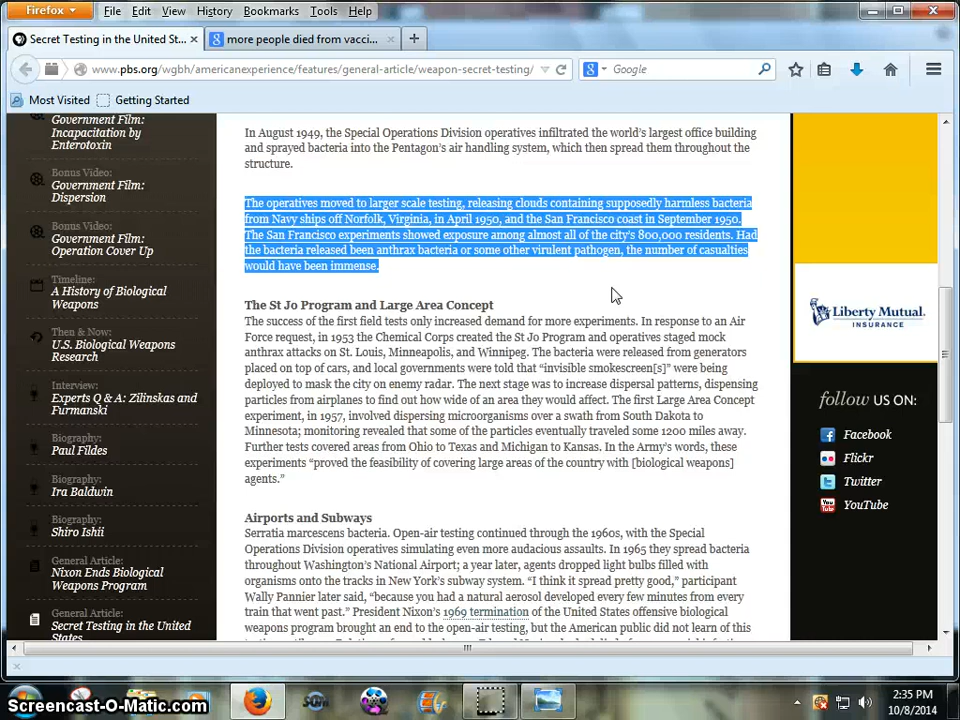 Firefox
File Edit View History Bookmarks Tools Help
Secret Testing in the United St...
more people died from vacci...
www.pbs.org/wgbh/americanexperience/features/general-article/weapon-secret-testing/
Google
Most Visited
Getting Started
Government Film:
Incapacitation by
Enterotoxin
Bonus Video:
Government Film:
Dispersion
Bonus Video:
Government Film:
Operation Cover Up
Timeline:
A History of Biological
Weapons
Then & Now:
U.S. Biological Weapons
Research
Interview:
Experts Q & A: Zilinskas and
Furmanski
Biography:
Paul Fildes
Biography:
Ira Baldwin
Biography:
Shiro Ishii
General Article:
Nixon Ends Biological
Weapons Program
General Article:
Secret Testing in the United
States
In August 1949, the Special Operations Division operatives infiltrated the world's largest office building
and sprayed bacteria into the Pentagon's air handling system, which then spread them throughout the
structure.
The operatives moved to larger scale testing, releasing clouds containing supposedly harmless bacteria
from Navy ships off Norfolk, Virginia, in April 1950, and the San Francisco coast in September 1950.
The San Francisco experiments showed exposure among almost all of the city's 800,000 residents. Had
the bacteria released been anthrax bacteria or some other virulent pathogen, the number of casualties
would have been immense.
The St Jo Program and Large Area Concept
The success of the first field tests only increased demand for more experiments. In response to an Air
Force request, in 1953 the Chemical Corps created the St Jo Program and operatives staged mock
anthrax attacks on St. Louis, Minneapolis, and Winnipeg. The bacteria were released from generators
placed on top of cars, and local governments were told that "invisible smokescreen[s]" were being
deployed to mask the city on enemy radar. The next stage was to increase dispersal patterns, dispensing
particles from airplanes to find out how wide of an area they would affect. The first Large Area Concept
experiment, in 1957, involved dispersing microorganisms over a swath from South Dakota to
Minnesota; monitoring revealed that some of the particles eventually traveled some 1200 miles away.
Further tests covered areas from Ohio to Texas and Michigan to Kansas. In the Army's words, these
experiments "proved the feasibility of covering large areas of the country with [biological weapons]
agents."
Airports and Subways
Serratia marcescens bacteria. Open-air testing continued through the 1960s, with the Special
Operations Division operatives simulating even more audacious assaults. In 1965 they spread bacteria
throughout Washington's National Airport; a year later, agents dropped light bulbs filled with
organisms onto the tracks in New York's subway system. "I think it spread pretty good," participant
Wally Pannier later said, "because you had a natural aerosol developed every few minutes from every
train that went past." President Nixon's 1969 termination of the United States offensive biological
weapons program brought an end to the open-air testing, but the American public did not learn of this
Liberty Mutual.
INSURANCE
follow US ON:
Facebook
Flickr
Twitter
YouTube
Screencast-O-Matic.com
2:35 PM
10/8/2014